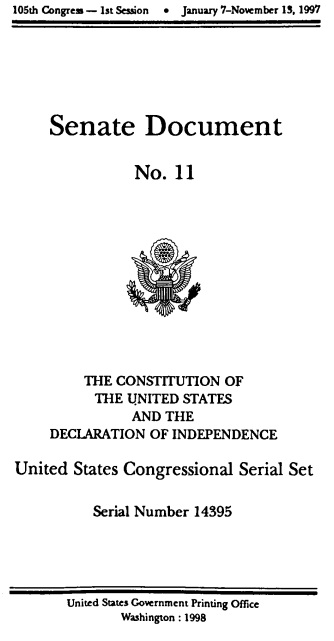 105th Congress — 1st Session • January 7–November 13, 1997
Senate Document
No. 11
THE CONSTITUTION OF
THE UNITED STATES
AND THE
DECLARATION OF INDEPENDENCE
United States Congressional Serial Set
Serial Number 14395
United States Government Printing Office
Washington : 1998